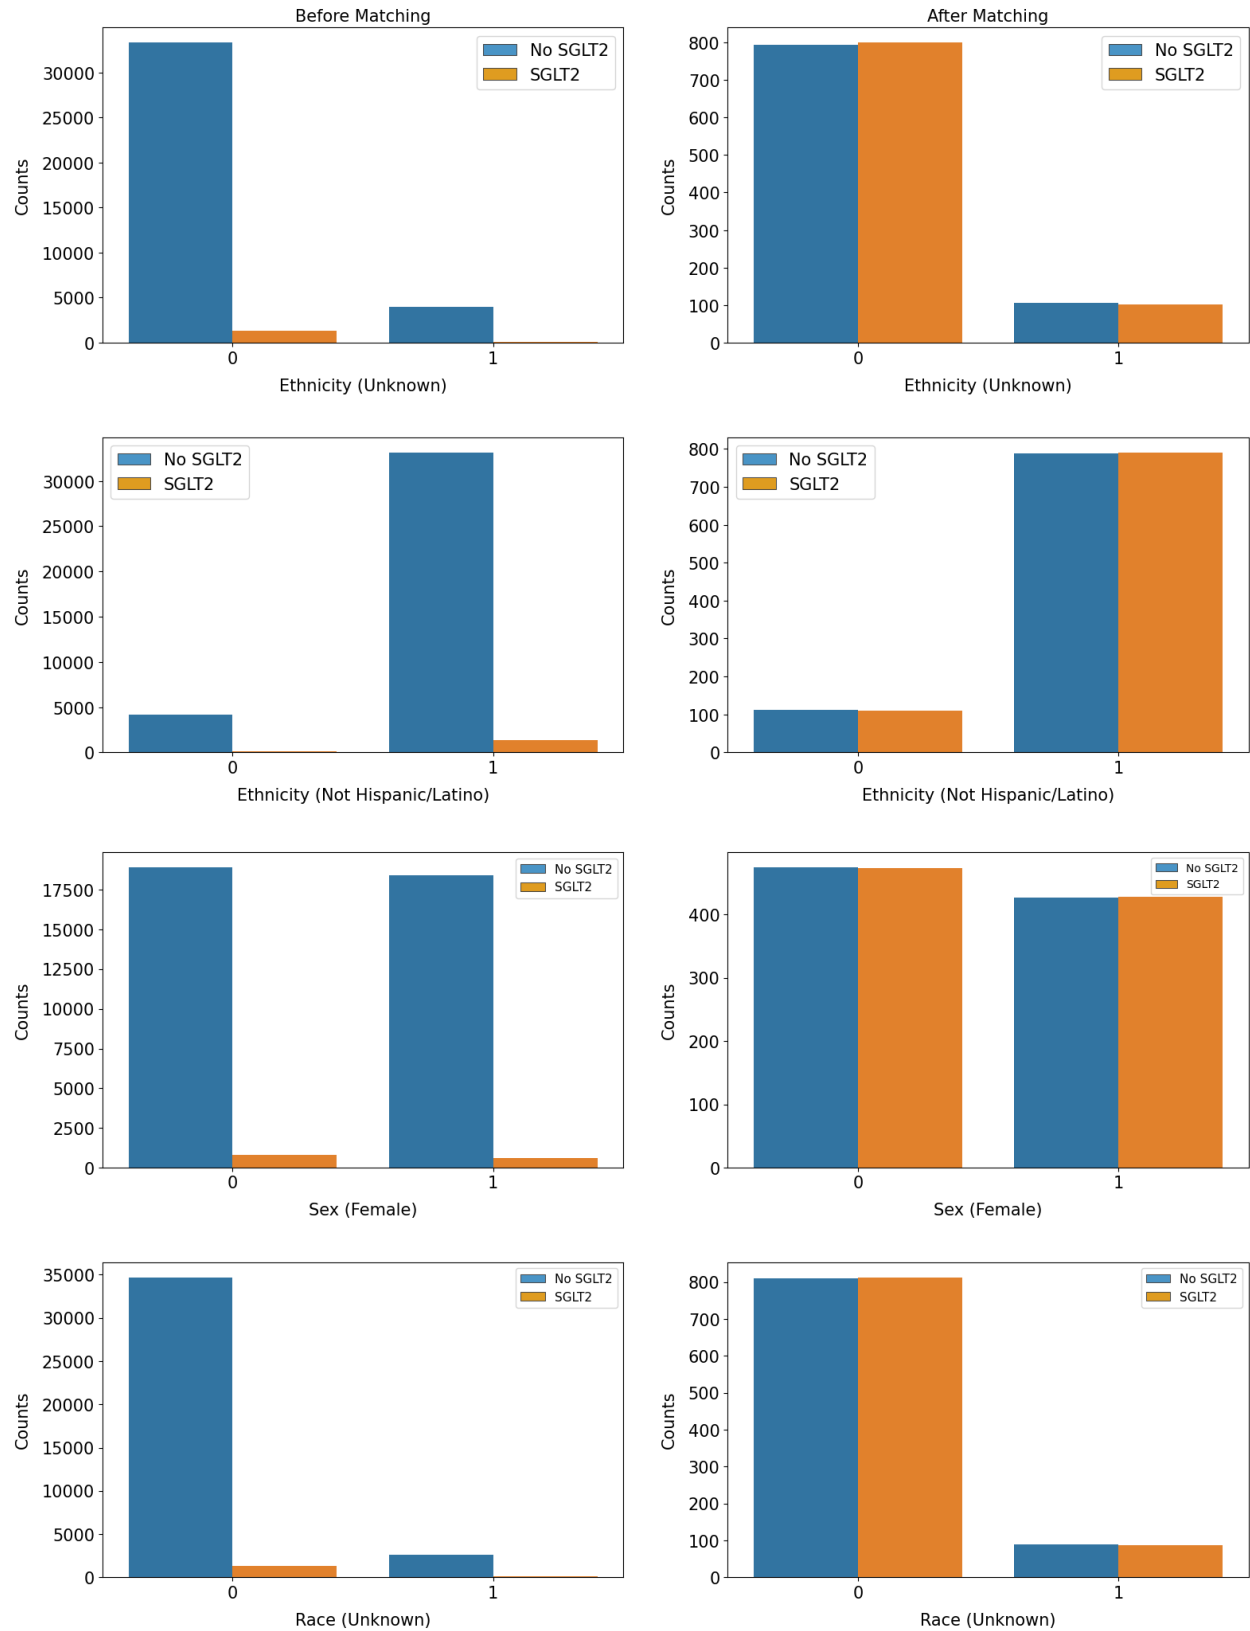 Before Matching
30000
25000
20000
15000
10000
5000
0
Counts
No SGLT2
SGLT2
0 1
Ethnicity (Unknown)
After Matching
800
700
600
500
400
300
200
100
0
Counts
No SGLT2
SGLT2
0 1
Ethnicity (Unknown)
30000
25000
20000
15000
10000
5000
0
Counts
No SGLT2
SGLT2
0 1
Ethnicity (Not Hispanic/Latino)
800
700
600
500
400
300
200
100
0
Counts
No SGLT2
SGLT2
0 1
Ethnicity (Not Hispanic/Latino)
17500
15000
12500
10000
7500
5000
2500
0
Counts
No SGLT2
SGLT2
0 1
Sex (Female)
400
300
200
100
0
Counts
No SGLT2
SGLT2
0 1
Sex (Female)
35000
30000
25000
20000
15000
10000
5000
0
Counts
No SGLT2
SGLT2
0 1
Race (Unknown)
800
700
600
500
400
300
200
100
0
Counts
No SGLT2
SGLT2
0 1
Race (Unknown)